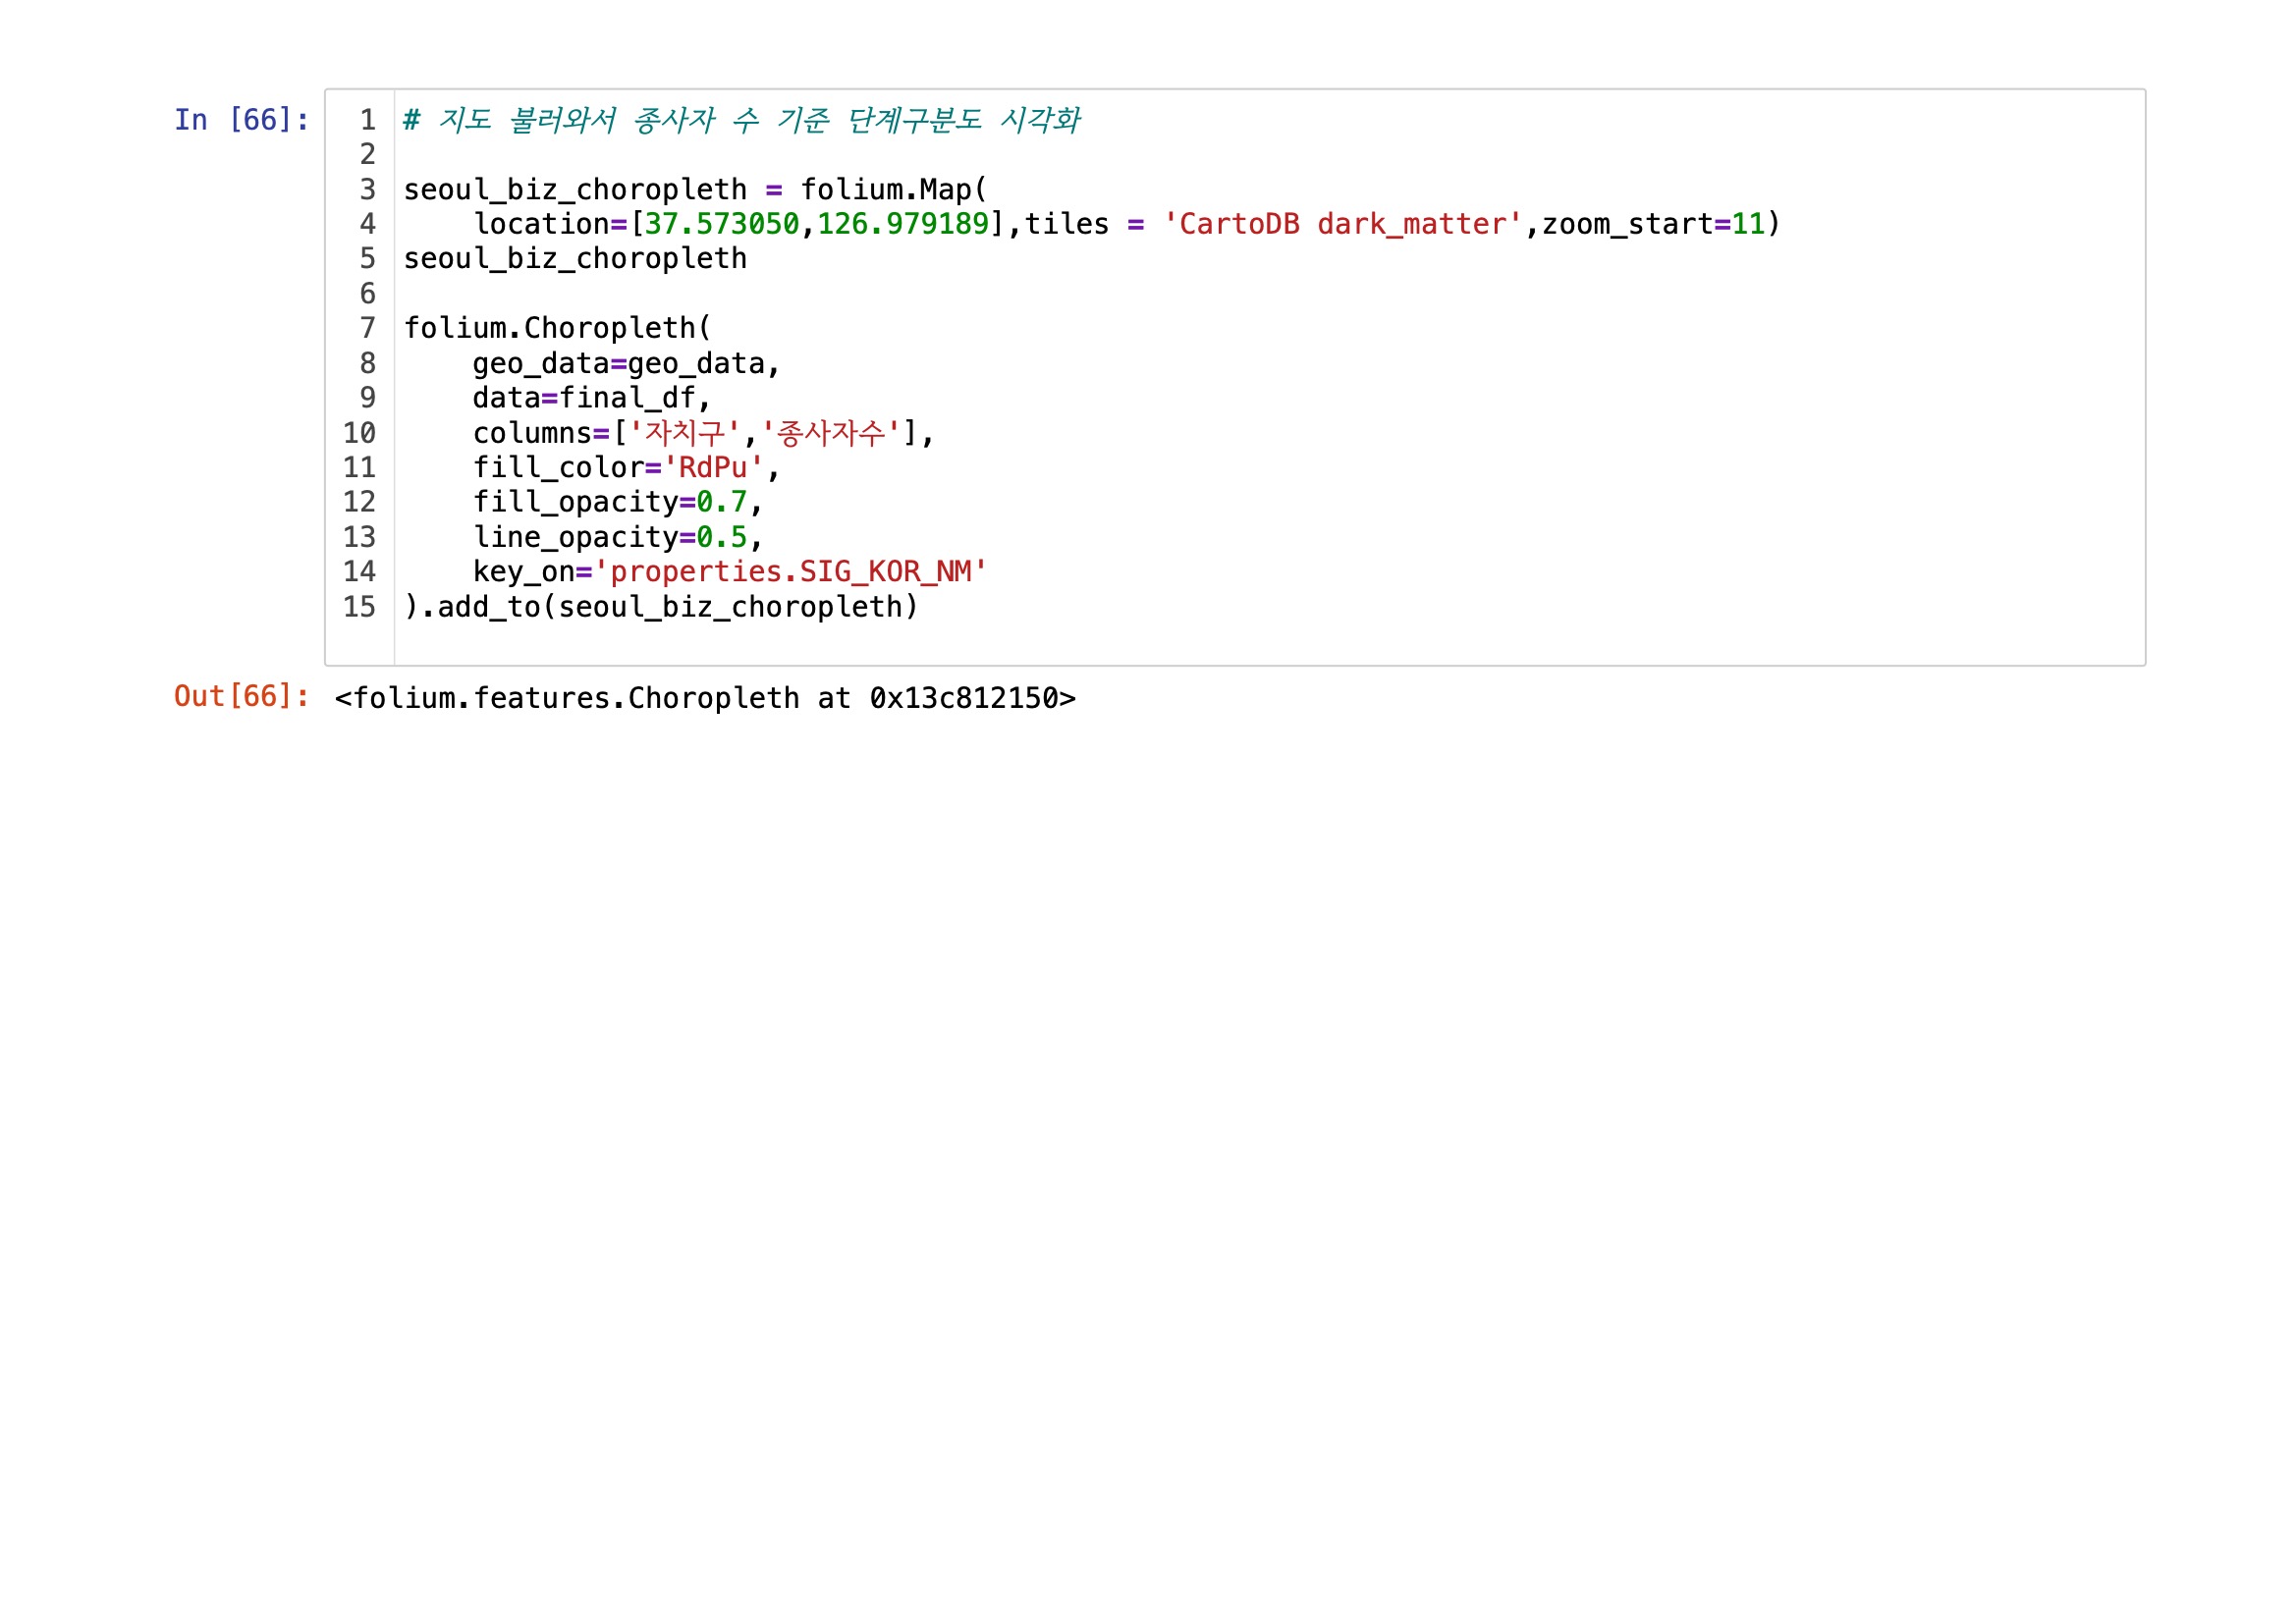 In [66]:
1 # 지도 불러와서 종사자 수 기준 단계구분도 시각화
2
3 seoul_biz_choropleth = folium.Map(
4     location=[37.573050,126.979189],tiles = 'CartoDB dark_matter',zoom_start=11)
5 seoul_biz_choropleth
6
7 folium.Choropleth(
8     geo_data=geo_data,
9     data=final_df,
10     columns=['자치구','종사자수'],
11     fill_color='RdPu',
12     fill_opacity=0.7,
13     line_opacity=0.5,
14     key_on='properties.SIG_KOR_NM'
15 ).add_to(seoul_biz_choropleth)
Out[66]: <folium.features.Choropleth at 0x13c812150>